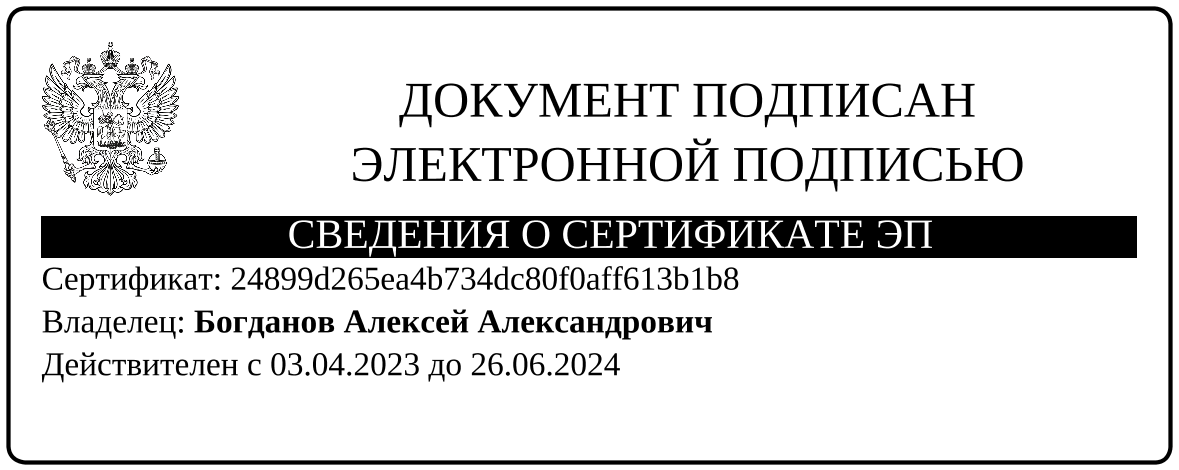 ДОКУМЕНТ ПОДПИСАН
ЭЛЕКТРОННОЙ ПОДПИСЬЮ
СВЕДЕНИЯ О СЕРТИФИКАТЕ ЭП
Сертификат: 24899d265ea4b734dc80f0aff613b1b8
Владелец: Богданов Алексей Александрович
Действителен с 03.04.2023 до 26.06.2024